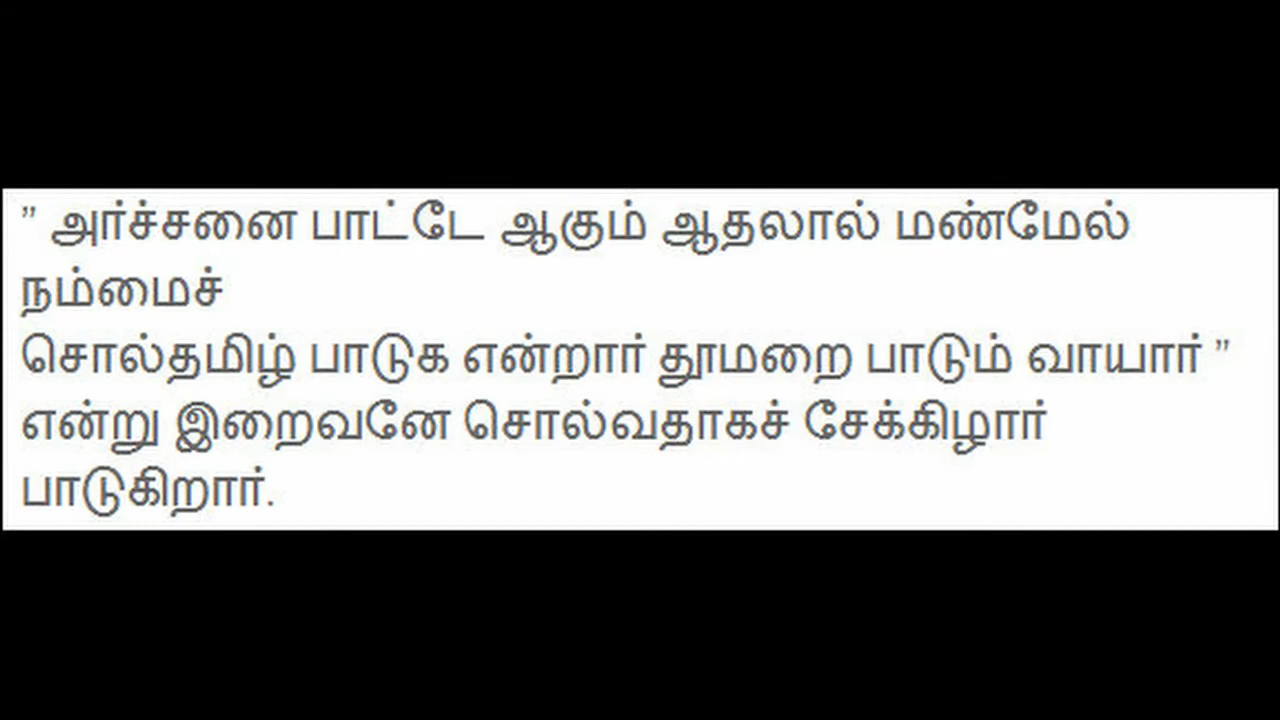 ” அர்ச்சனை பாட்டே ஆகும் ஆதலால் மண்மேல்
நம்மைச்
சொல்தமிழ் பாடுக என்றார் தூமறை பாடும் வாயார் ”
என்று இறைவனே சொல்வதாகச் சேக்கிழார்
பாடுகிறார்.